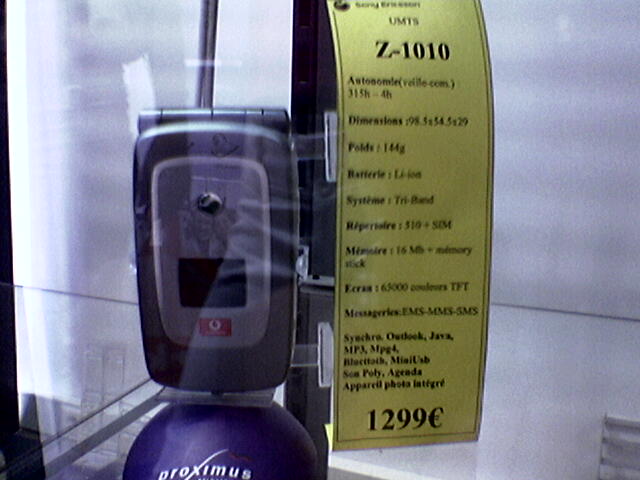 Sony Ericsson
UMTS
Z-1010
Autonomie(veille-com.)
315h – 4h
Dimensions :98.5x54.5x29
Poids : 144g
Batterie : Li-ion
Système : Tri-Band
Répertoire : 510 + SIM
Mémoire : 16 Mb + memory
stick
Ecran : 65000 couleurs TFT
Messageries:EMS-MMS-SMS
Synchro. Outlook, Java,
MP3, Mpg4,
Bluetooth, MiniUsb
Son Poly, Agenda
Appareil photo intégré
1299€
proximus